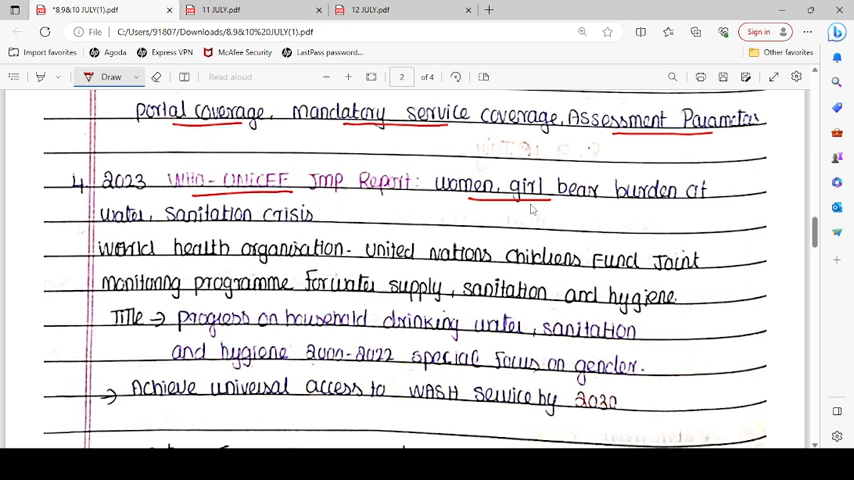 *8,9&10 JULY(1).pdf
11 JULY.pdf
12 JULY.pdf
File
C:/Users/91807/Downloads/8,9&10%20JULY(1).pdf
Sign in
Import favorites
Agoda
Express VPN
McAfee Security
LastPass password...
Other favorites
Draw
Read aloud
2 of 4
portal coverage, Mandatory service coverage, Assessment Parameter
4. 2023 WHO-UNICEF JMP Report: women, girl bear burden of
water, sanitation crisis
World health organisation - united nations childrens Fund Joint
monitoring programme for water supply, sanitation and hygiene.
Title → progress on household drinking water, sanitation
and hygiene 2000-2022 special focus on gender.
→ Achieve universal access to WASH service by 2030